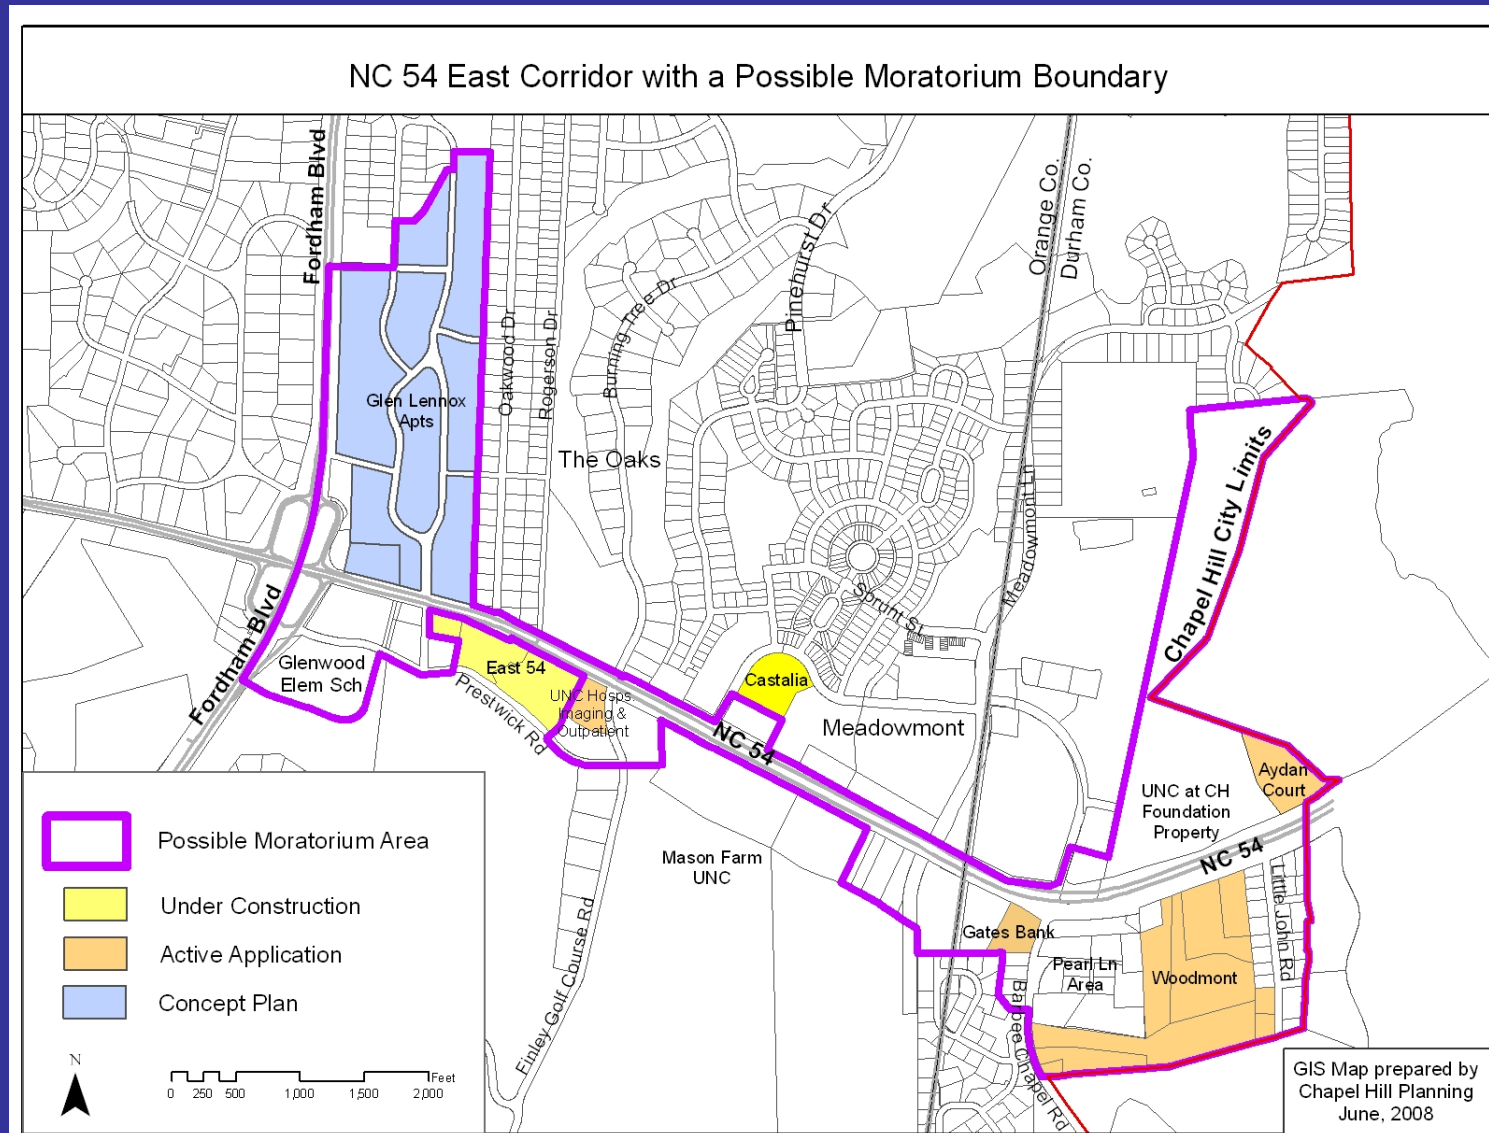 NC 54 East Corridor with a Possible Moratorium Boundary
Fordham Blvd
Orange Co.
Durham Co.
Pinehurst Dr
Burning Tree Dr
Oakwood Dr
Rogerson Dr
Glen Lennox
Apts
The Oaks
Chapel Hill City Limits
Meadowmont Ln
Sprunt St
Fordham Blvd
Glenwood
Elem Sch
East 54
Prestwick Rd
UNC Hosps.
Imaging &
Outpatient
Castalia
Meadowmont
NC 54
UNC at CH
Foundation
Property
Aydan
Court
NC 54
Mason Farm
UNC
Little John Rd
Gates Bank
Pearl Ln
Area
Woodmont
Barbee Chapel Rd
Finley Golf Course Rd
Possible Moratorium Area
Under Construction
Active Application
Concept Plan
N
Feet
0 250 500 1,000 1,500 2,000
GIS Map prepared by
Chapel Hill Planning
June, 2008